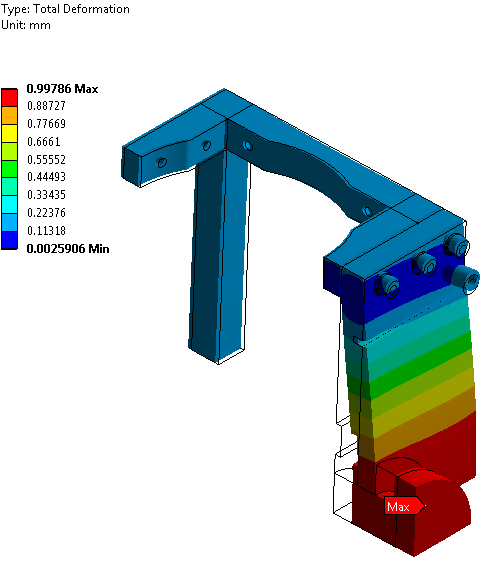 Type: Total Deformation
Unit: mm
0.99786 Max
0.88727
0.77669
0.6661
0.55552
0.44493
0.33435
0.22376
0.11318
0.0025906 Min
Max